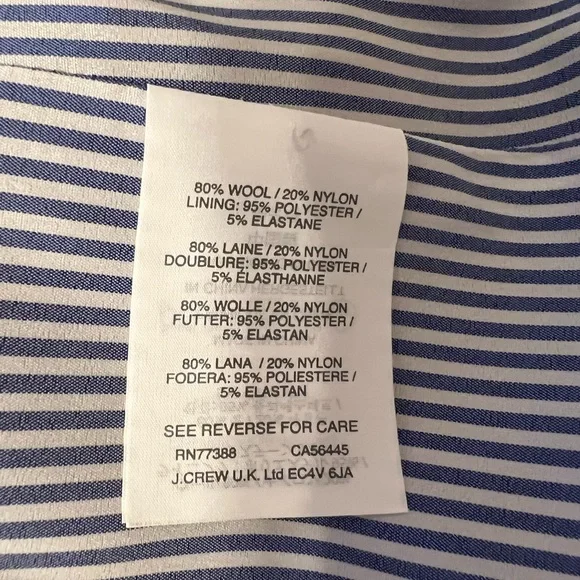 80% WOOL / 20% NYLON
LINING: 95% POLYESTER /
5% ELASTANE
80% LAINE / 20% NYLON
DOUBLURE: 95% POLYESTER /
5% ÉLASTHANNE
80% WOLLE / 20% NYLON
FUTTER: 95% POLYESTER /
5% ELASTAN
80% LANA / 20% NYLON
FODERA: 95% POLIESTERE /
5% ELASTAN
SEE REVERSE FOR CARE
RN77388 CA56445
J.CREW U.K. Ltd EC4V 6JA